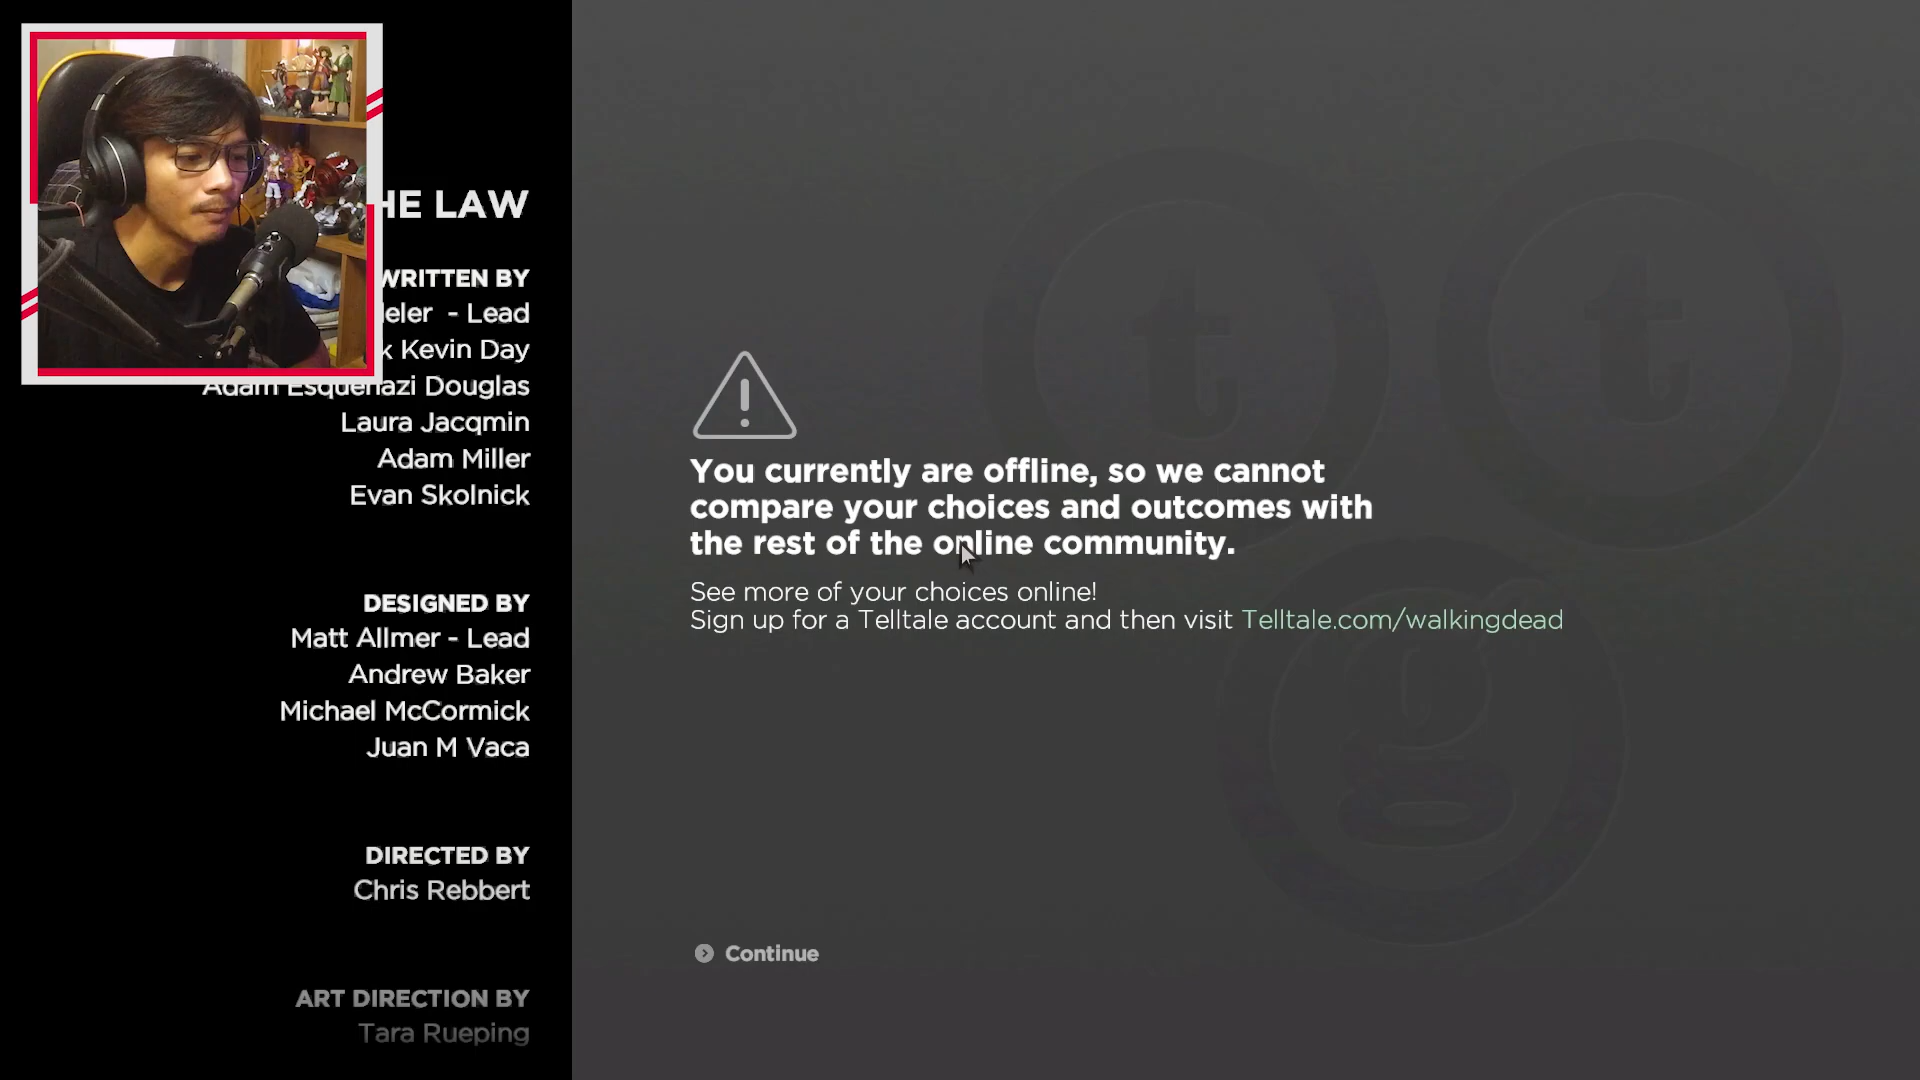 HE LAW
WRITTEN BY
eler - Lead
k Kevin Day
Adam Esquenazi Douglas
Laura Jacqmin
Adam Miller
Evan Skolnick
DESIGNED BY
Matt Allmer - Lead
Andrew Baker
Michael McCormick
Juan M Vaca
DIRECTED BY
Chris Rebbert
ART DIRECTION BY
Tara Rueping
You currently are offline, so we cannot
compare your choices and outcomes with
the rest of the online community.
See more of your choices online!
Sign up for a Telltale account and then visit Telltale.com/walkingdead
Continue
t
t
g